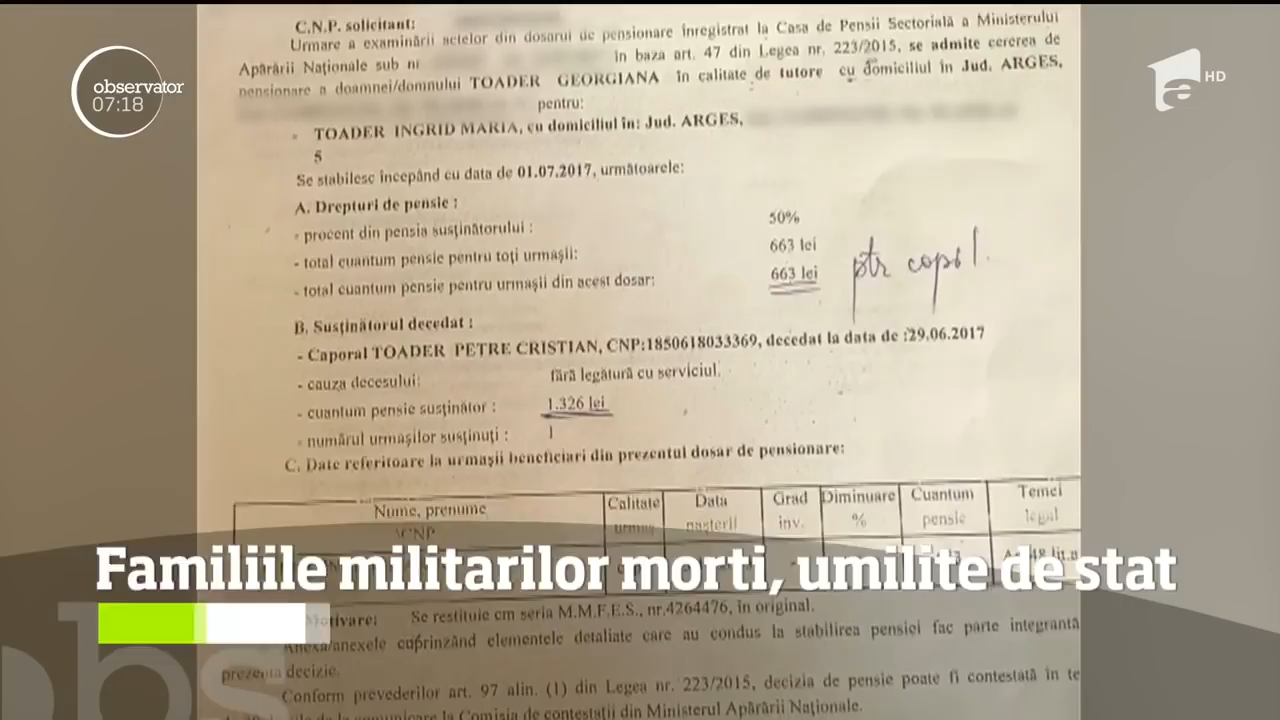 C.N.P. solicitant:
Urmare a examinării actelor din dosarul de pensionare înregistrat la Casa de Pensii Sectorială a Ministerului
Apărării Naționale sub nr în baza art. 47 din Legea nr. 223/2015, se admite cererea de
pensionare a doamnei/domnului TOADER GEORGIANA în calitate de tutore cu domiciliul în Jud. ARGES,
pentru:
- TOADER INGRID MARIA, cu domiciliul în: Jud. ARGES,
5
Se stabilesc începând cu data de 01.07.2017, următoarele:
A. Drepturi de pensie :
- procent din pensia susținătorului : 50%
- total cuantum pensie pentru toți urmașii: 663 lei
- total cuantum pensie pentru urmașii din acest dosar: 663 lei ptr copil.
B. Susținătorul decedat :
- Caporal TOADER PETRE CRISTIAN, CNP:1850618033369, decedat la data de :29.06.2017
- cauza decesului: fără legătură cu serviciul.
- cuantum pensie susținător : 1.326 lei
- numărul urmașilor susținuți : 1
C. Date referitoare la urmașii beneficiari din prezentul dosar de pensionare:
Nume, prenume Calitate Data Grad Diminuare Cuantum Temei
CNP urmaș nașterii inv. % pensie legal
Familiile militarilor morti, umilite de stat
Se restituie cm seria M.M.F.E.S., nr.4264476, în original.
Anexa/anexele cuprinzând elementele detaliate care au condus la stabilirea pensiei fac parte integrantă
prezenta decizie.
Conform prevederilor art. 97 alin. (1) din Legea nr. 223/2015, decizia de pensie poate fi contestată în te
la Comisia de contestații din Ministerul Apărării Naționale.
observator
07:18
a HD
obs